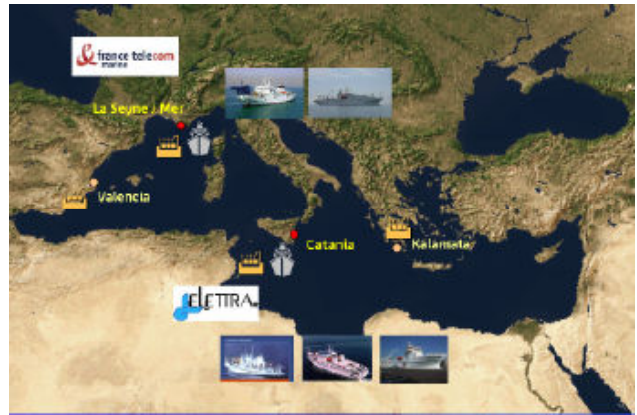 france telecom
marine
La Seyne / Mer
Valencia
Catania
Kalamata
ELETTRA